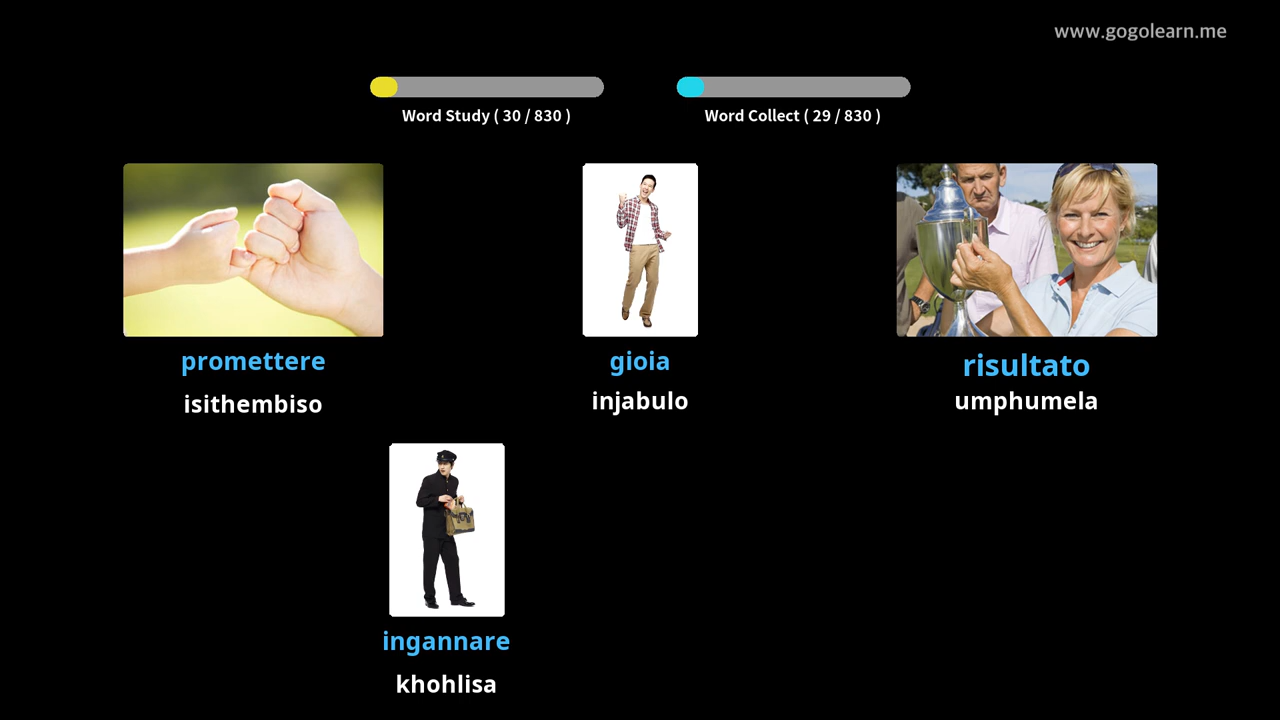 www.gogolearn.me
Word Study ( 30 / 830 )
Word Collect ( 29 / 830 )
promettere
isithembiso
gioia
injabulo
risultato
umphumela
ingannare
khohlisa